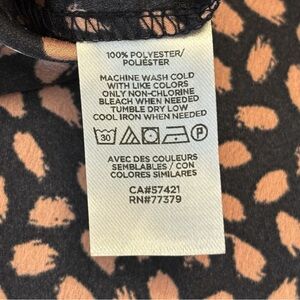 100% POLYESTER/
POLIÉSTER
MACHINE WASH COLD
WITH LIKE COLORS
ONLY NON-CHLORINE
BLEACH WHEN NEEDED
TUMBLE DRY LOW
COOL IRON WHEN NEEDED
30 P
AVEC DES COULEURS
SEMBLABLES / CON
COLORES SIMILARES
CA#57421
RN#77379